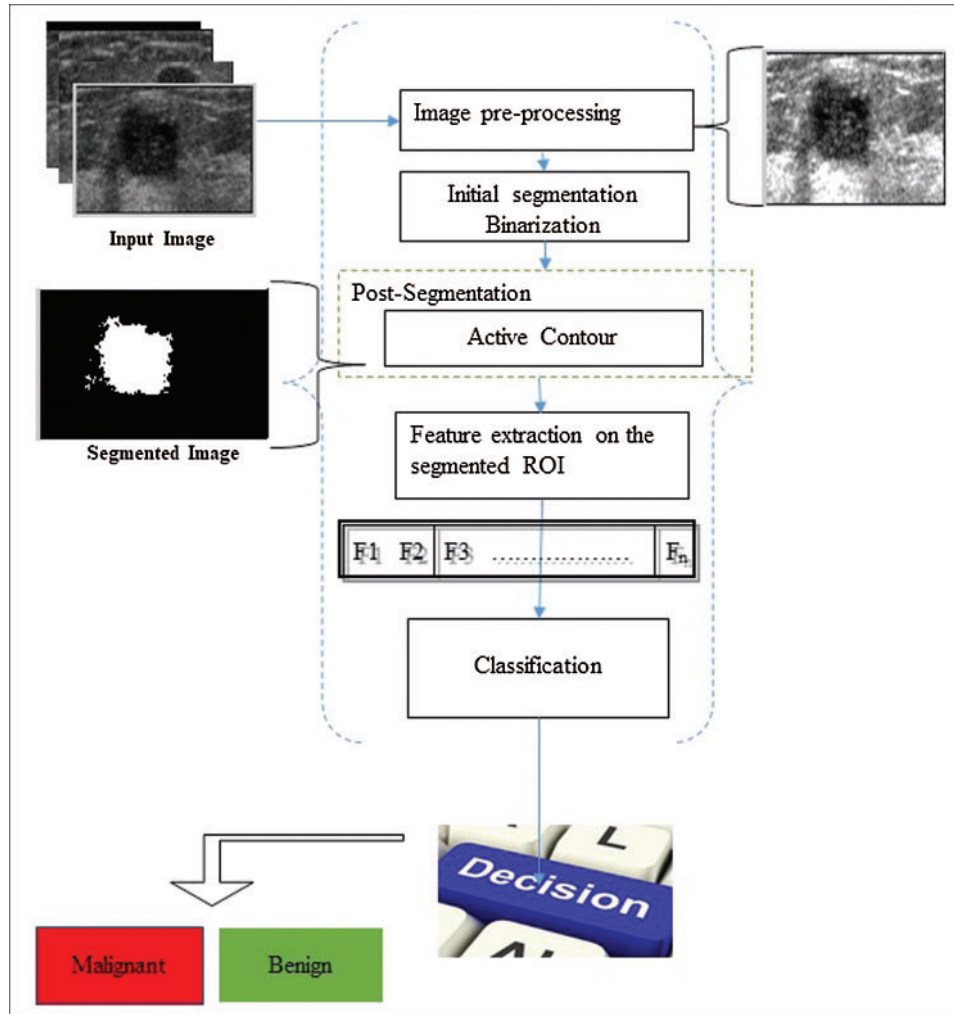 Image pre-processing
Input Image
Initial segmentation
Binarization
Post-Segmentation
Active Contour
Segmented Image
Feature extraction on the
segmented ROI
F1 F2 F3 .................. Fn
Classification
L
Decision
Malignant
Benign